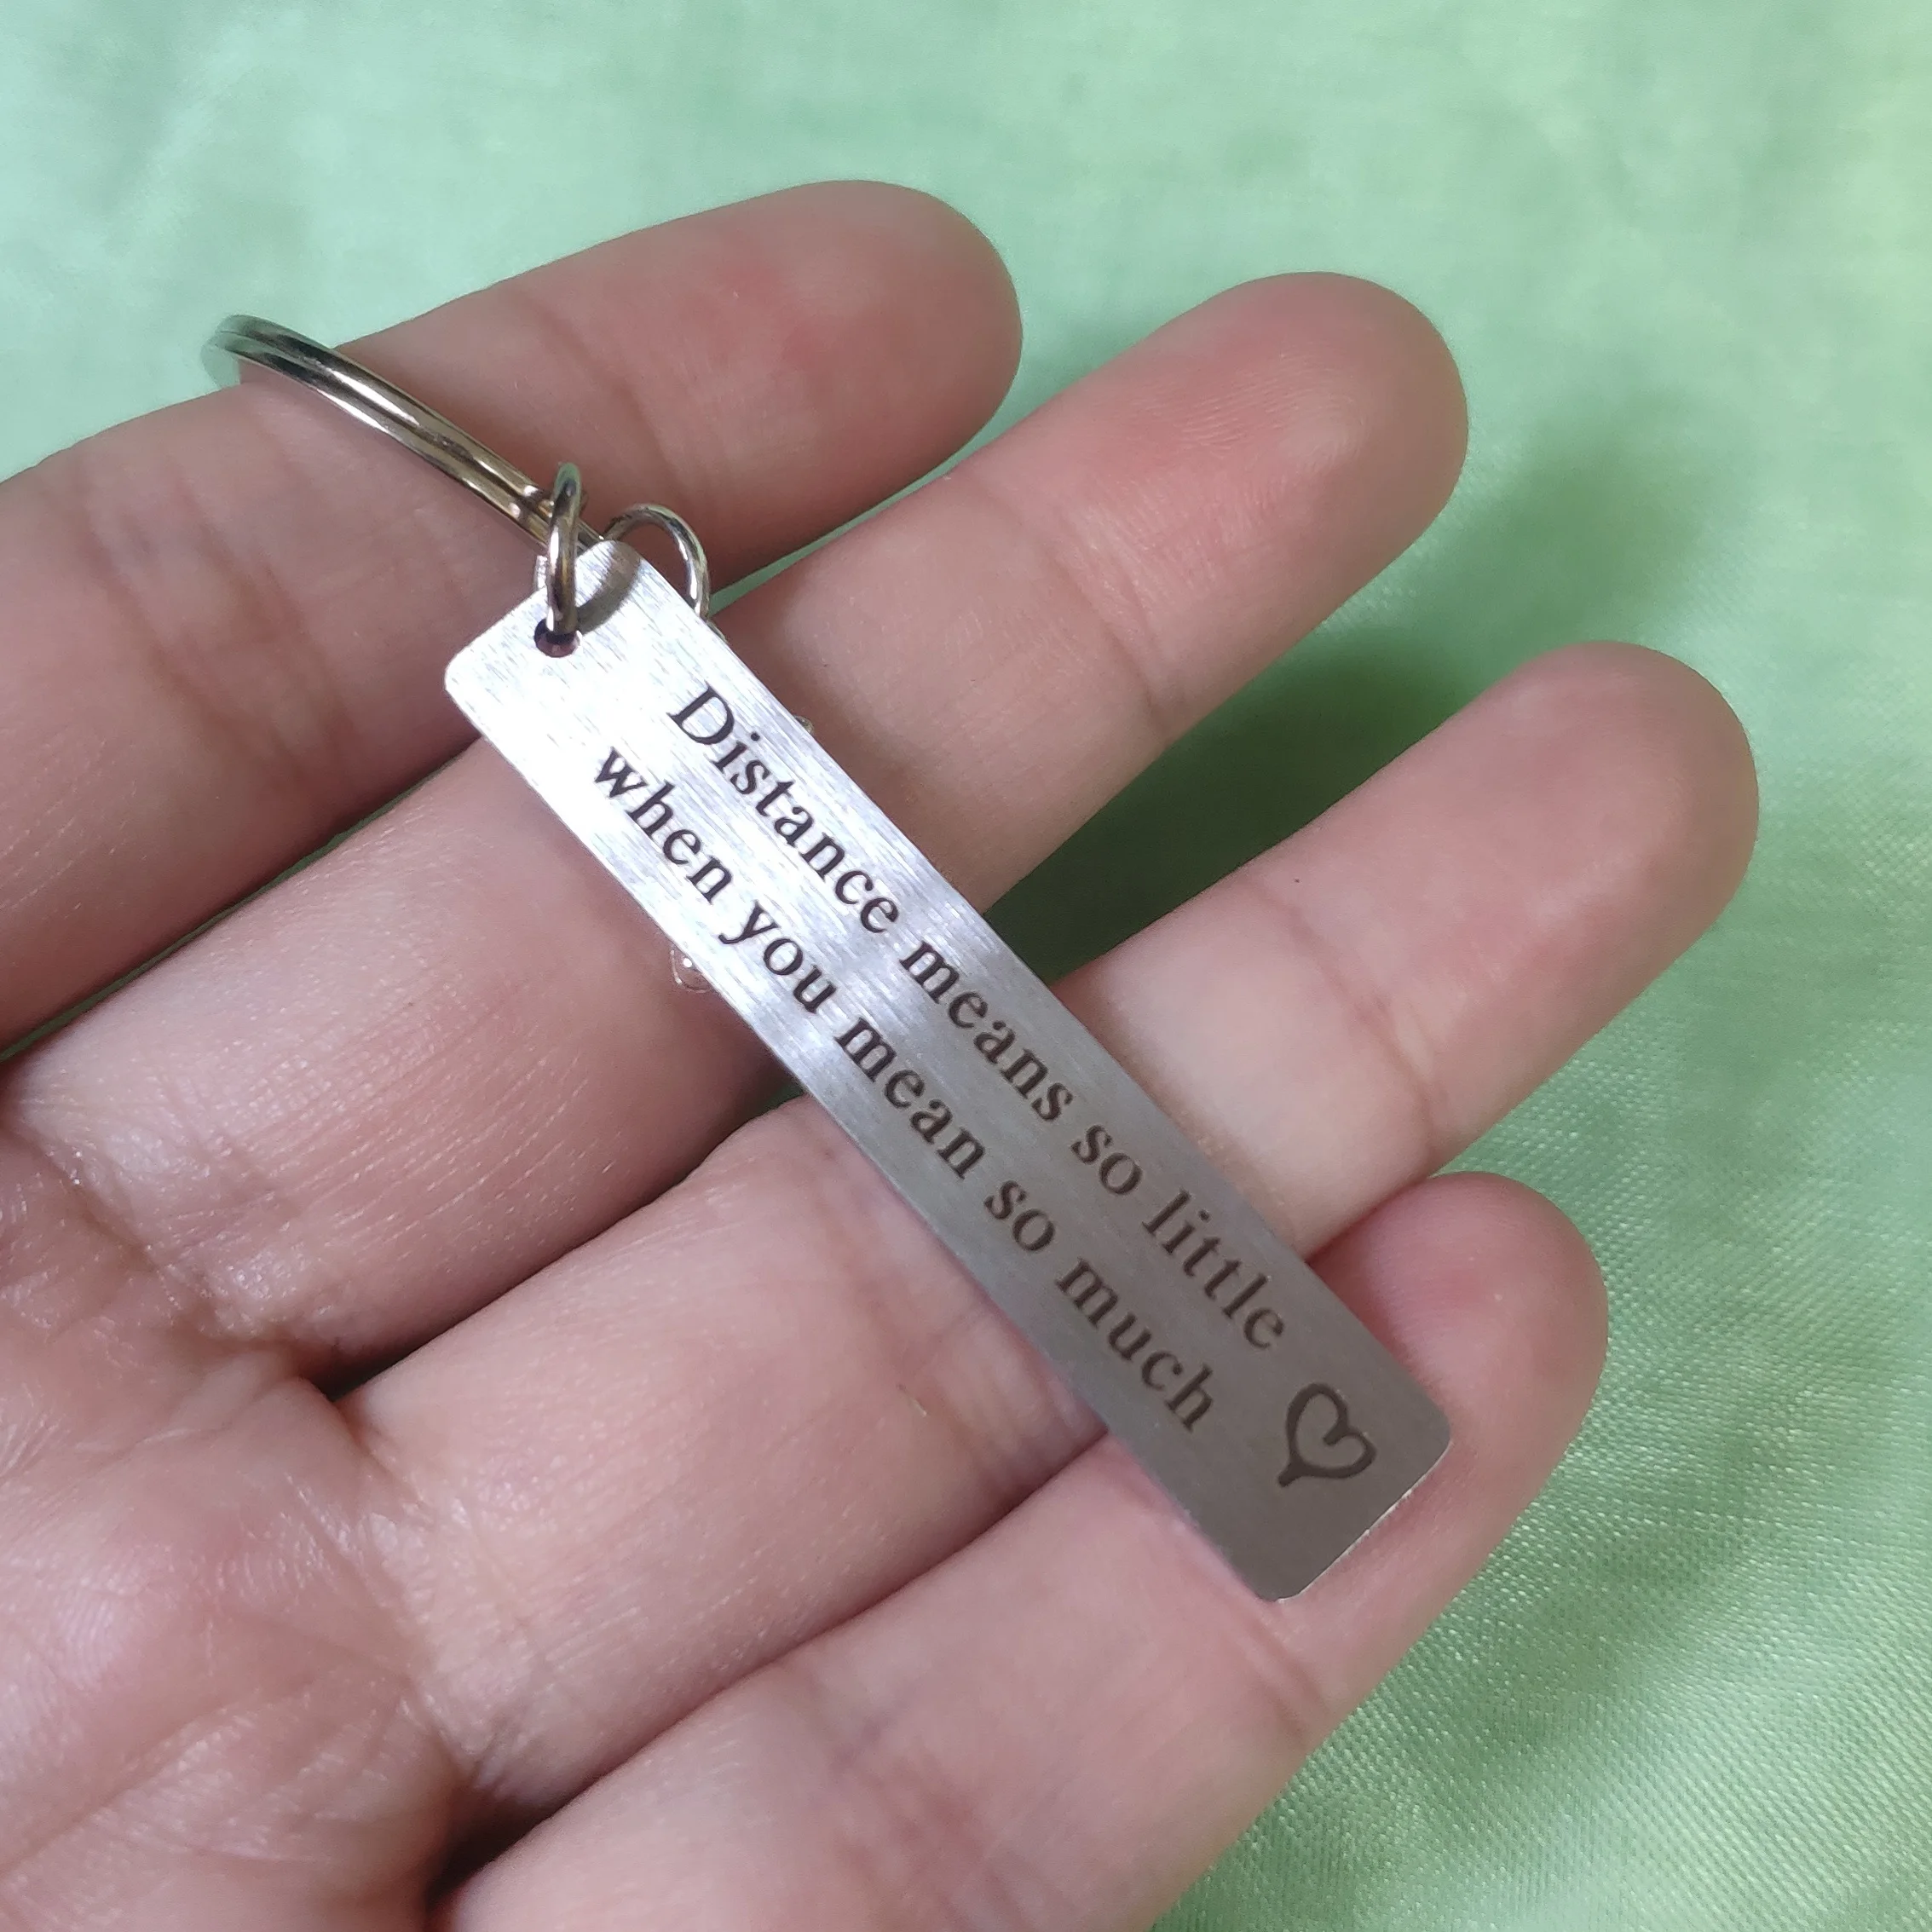 Distance means so little
when you mean so much